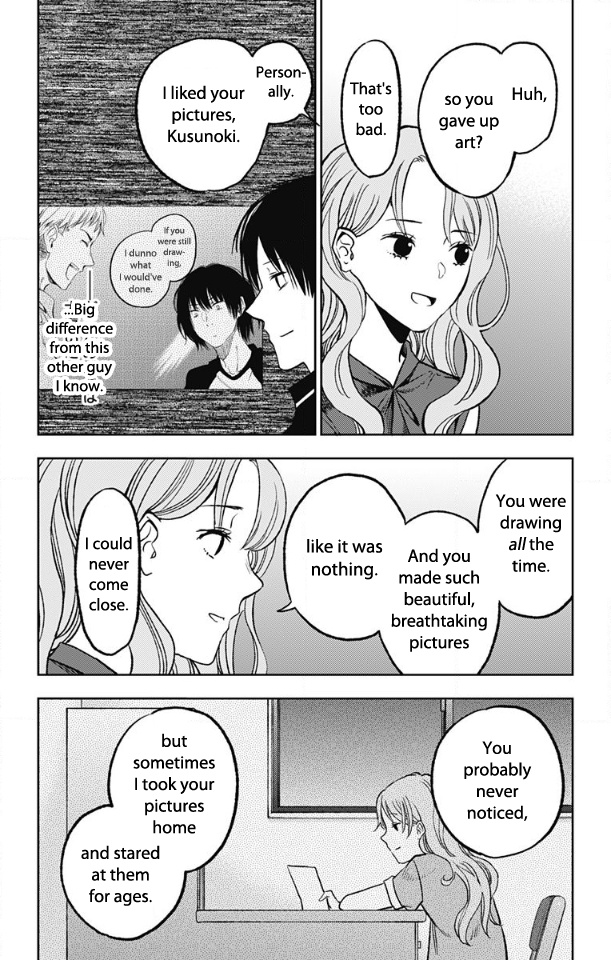 Huh,
so you
gave up
art?
That's
too
bad.
Person-
ally.
I liked your
pictures,
Kusunoki.
If you
were still
draw-
ing,
I dunno
what
I would've
done.
...Big
difference
from this
other guy
I know.
You were
drawing
all the
time.
And you
made such
beautiful,
breathtaking
pictures
like it was
nothing.
I could
never
come
close.
You
probably
never
noticed,
but
sometimes
I took your
pictures
home
and stared
at them
for ages.